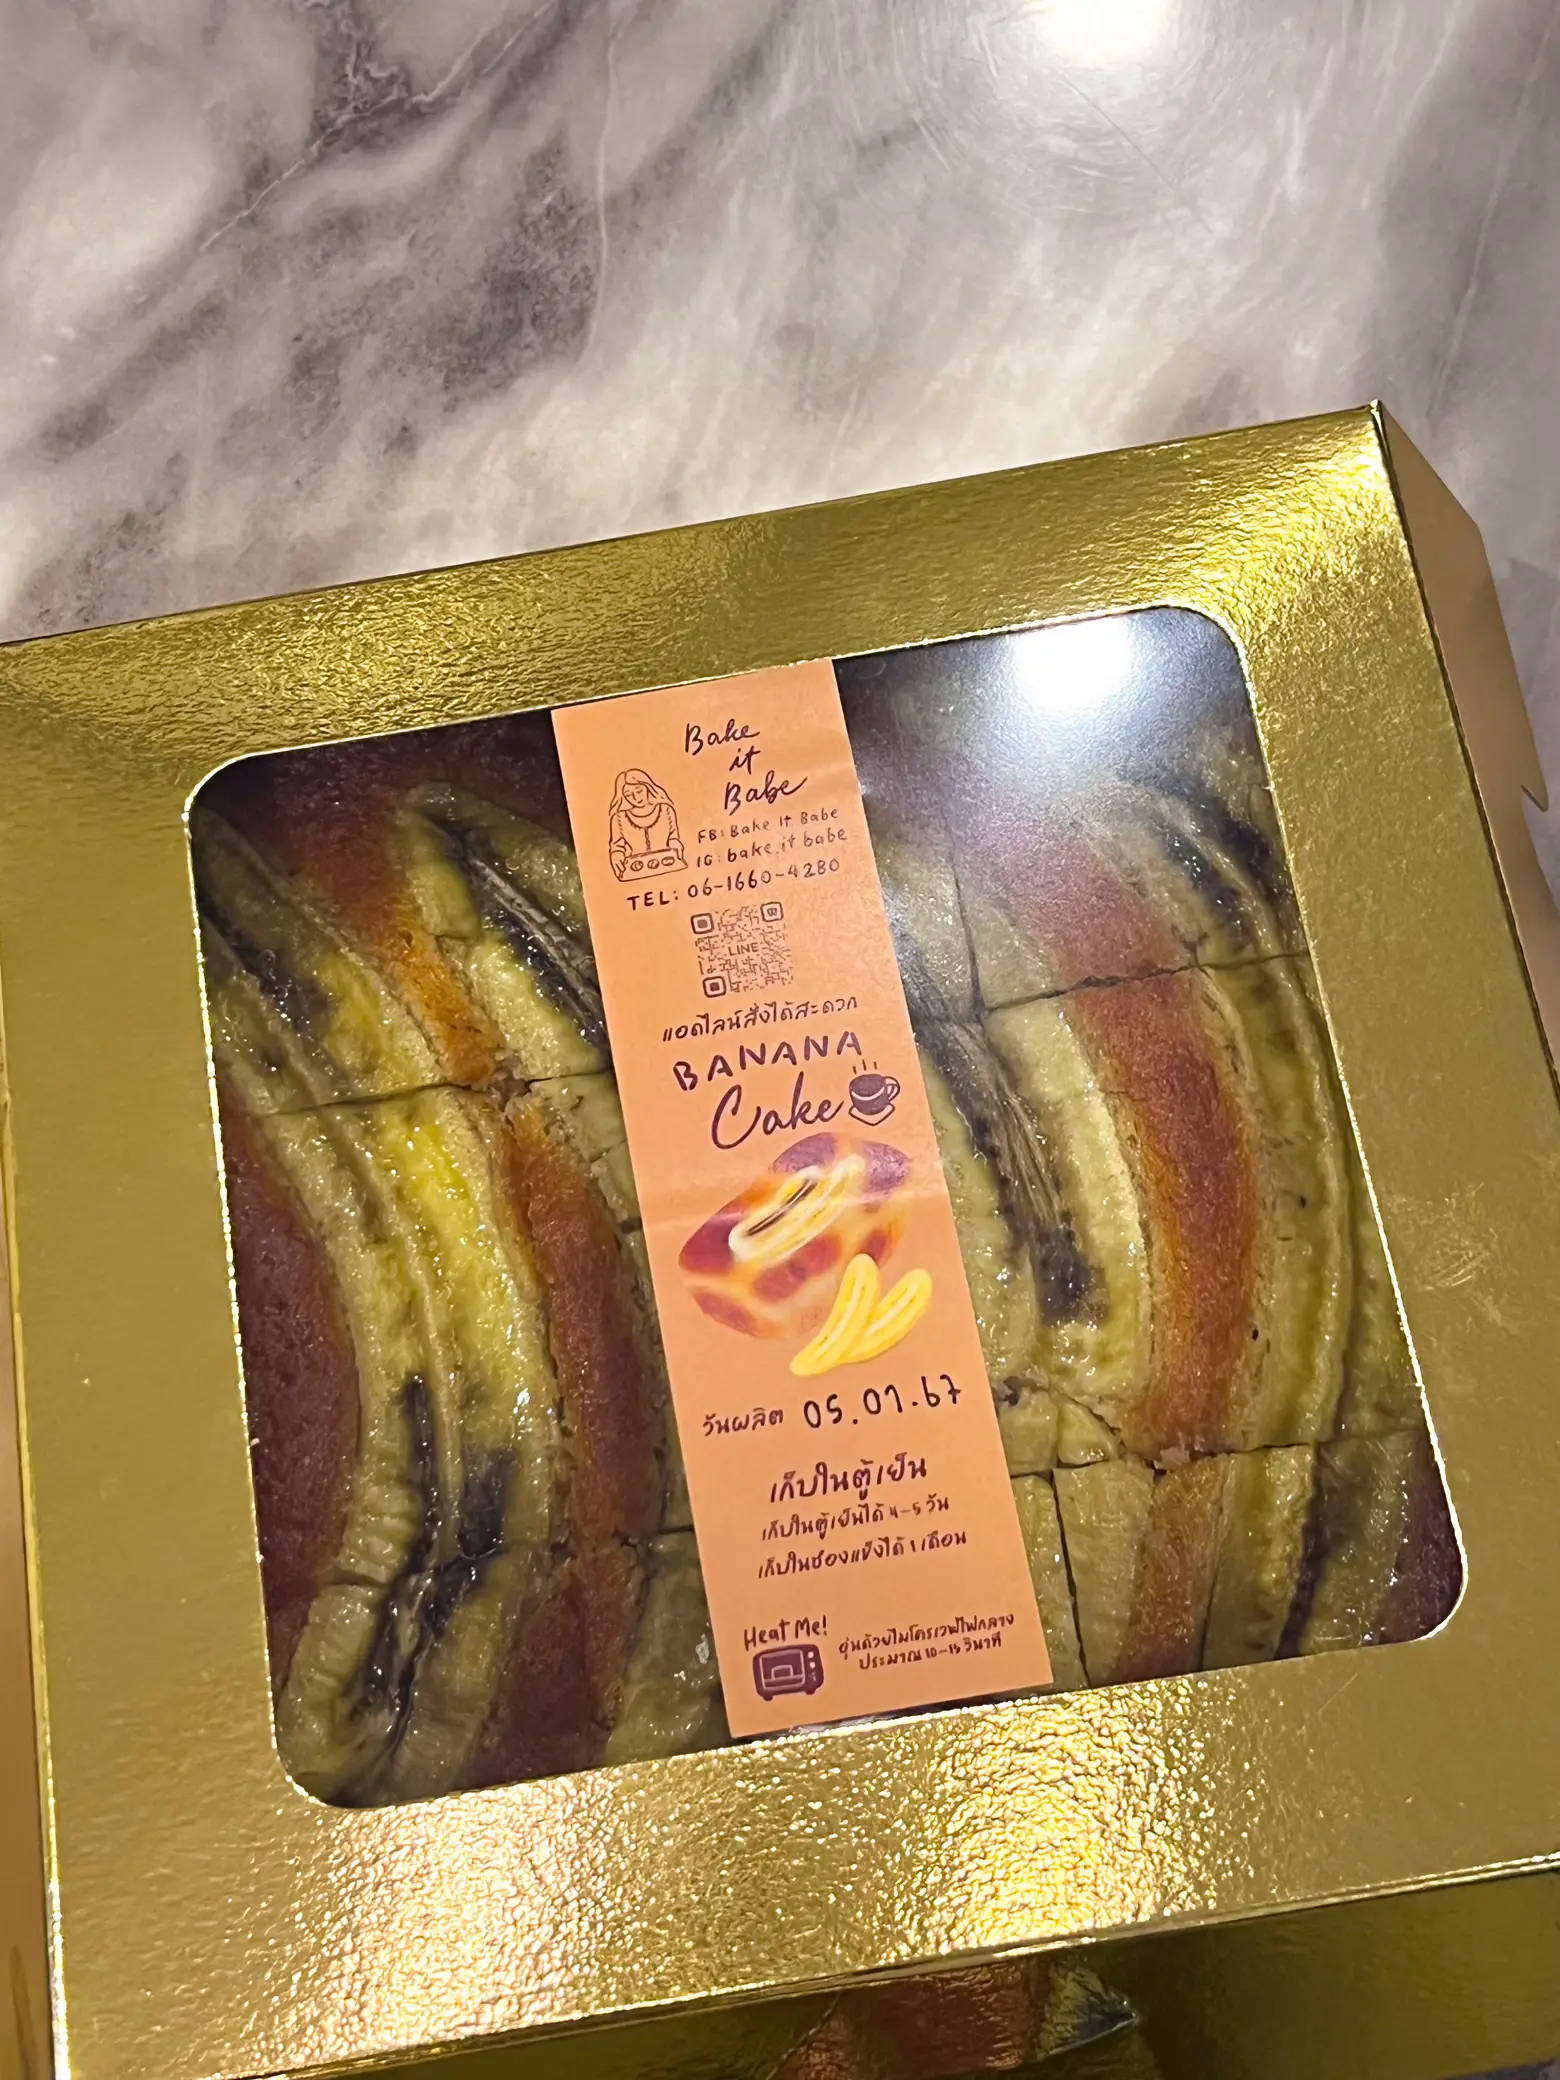 Bake
it
Babe
FB: Bake It Babe
IG: bake.it babe
TEL: 06-1660-4280
LINE
แอดไลน์สั่งได้สะดวก
BANANA
Cake
วันผลิต 05.01.67
เก็บในตู้เย็น
เก็บในตู้เย็นได้ 4-5 วัน
เก็บในช่องแข็งได้ 1 เดือน
Heat Me!
อุ่นด้วยไมโครเวฟไฟกลาง
ประมาณ 10-15 วินาที